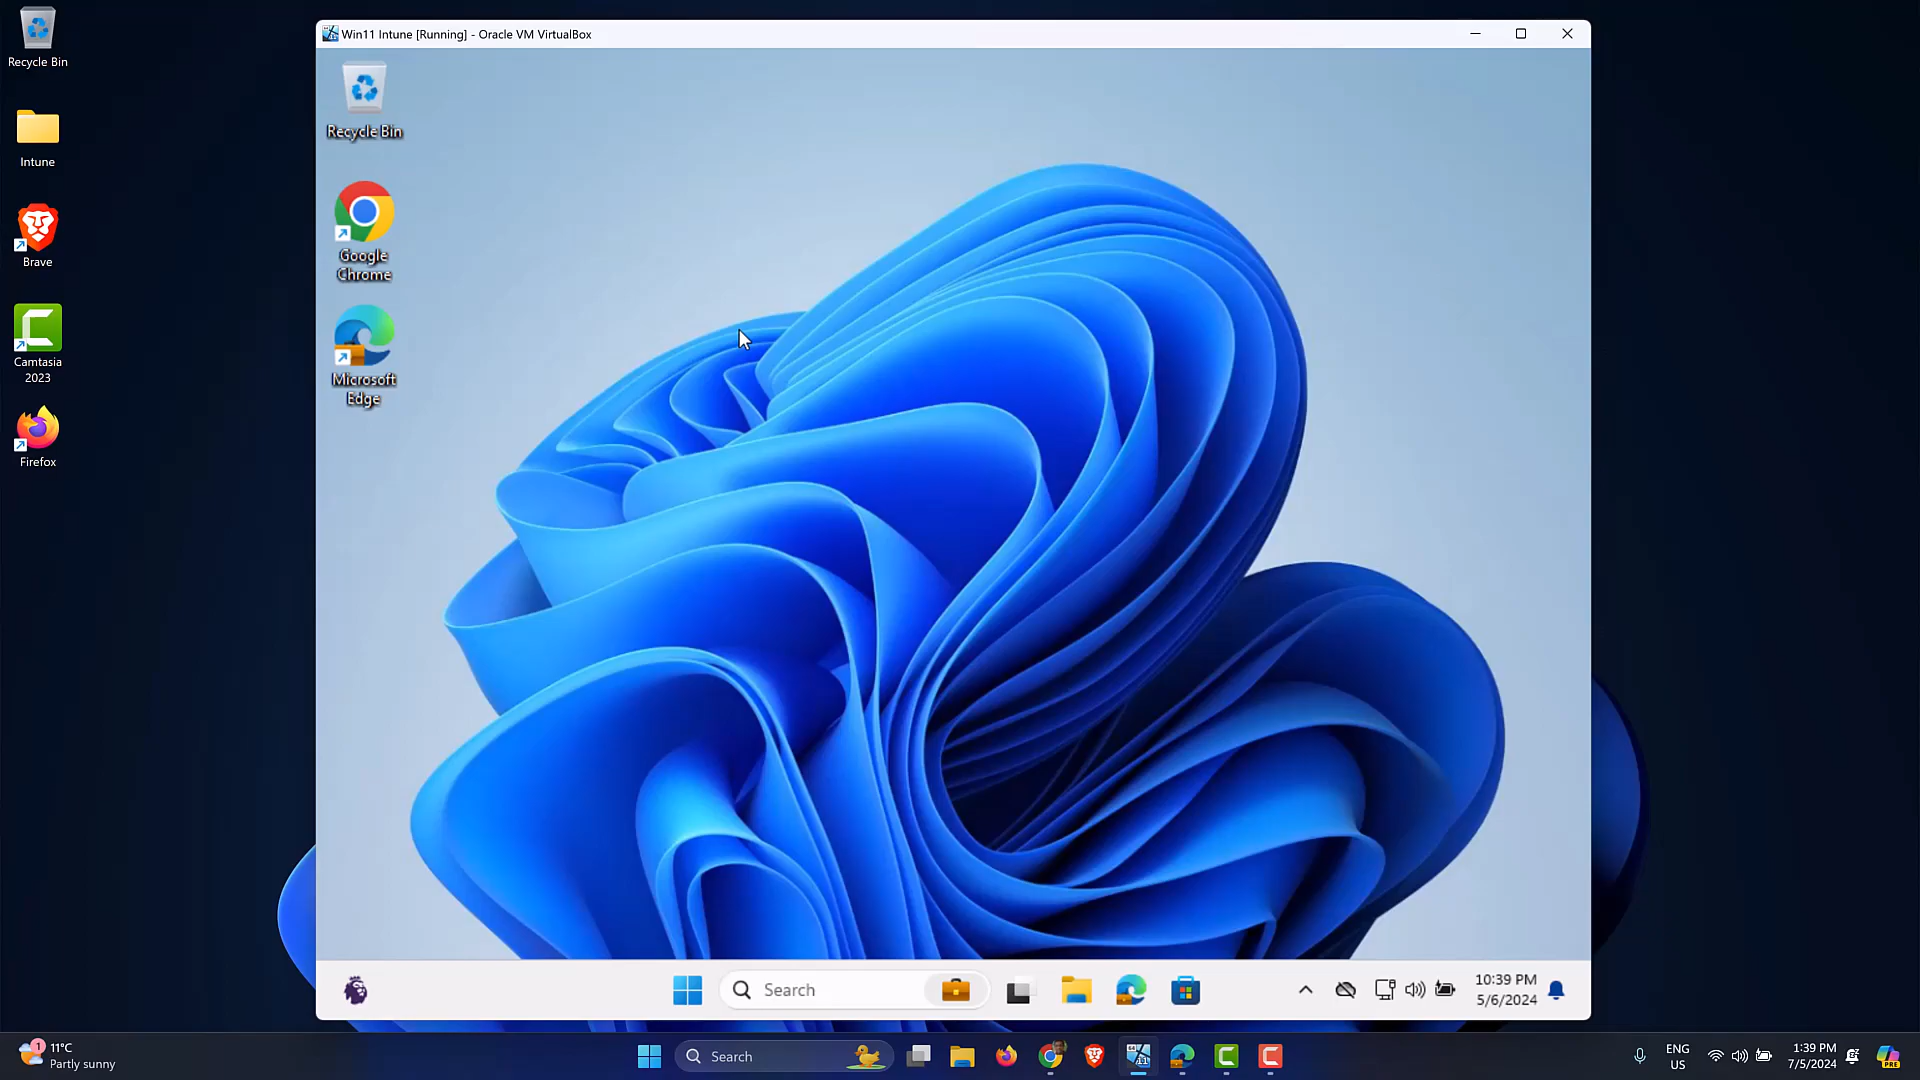 Recycle Bin
Intune
Brave
Camtasia
2023
Firefox
Win11 Intune [Running] - Oracle VM VirtualBox
Recycle Bin
Google
Chrome
Microsoft
Edge
Search
10:39 PM
5/6/2024
1
11°C
Partly sunny
Search
ENG
US
1:39 PM
7/5/2024
PRE